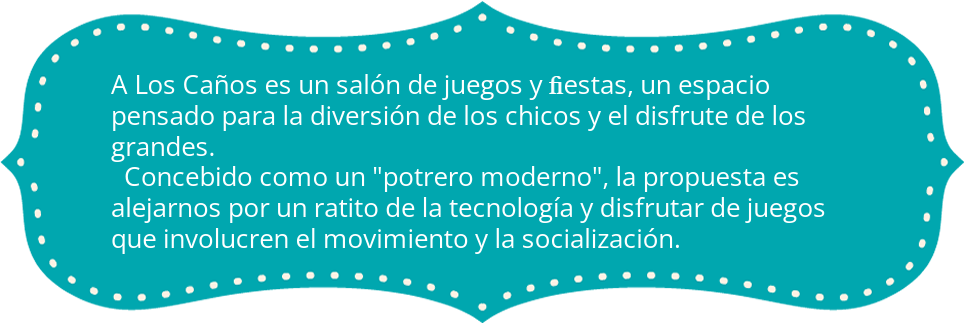 A Los Caños es un salón de juegos y fiestas, un espacio
pensado para la diversión de los chicos y el disfrute de los
grandes.
Concebido como un "potrero moderno", la propuesta es
alejarnos por un ratito de la tecnología y disfrutar de juegos
que involucren el movimiento y la socialización.